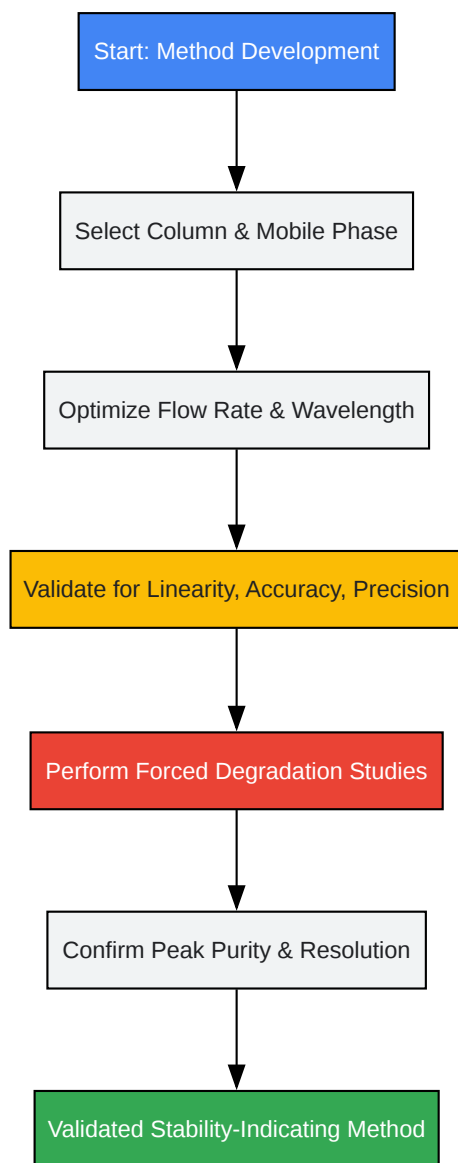 Start: Method Development
Select Column & Mobile Phase
Optimize Flow Rate & Wavelength
Validate for Linearity, Accuracy, Precision
Perform Forced Degradation Studies
Confirm Peak Purity & Resolution
Validated Stability-Indicating Method